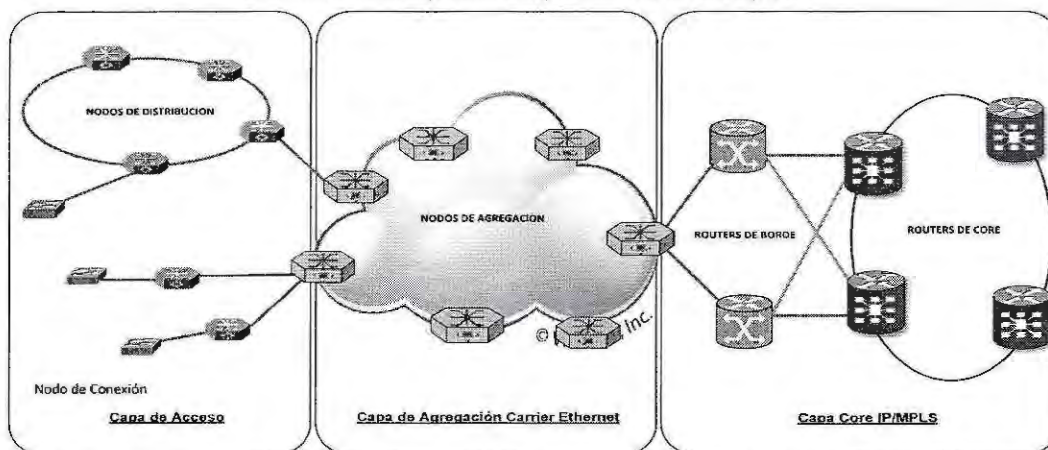 NODOS DE DISTRIBUCION
NODOS DE AGREGACION
ROUTERS DE BORDE
ROUTERS DE CORE
© Inc.
Nodo de Conexión
Capa de Acceso
Capa de Agregación Carrier Ethernet
Capa Core IP/MPLS